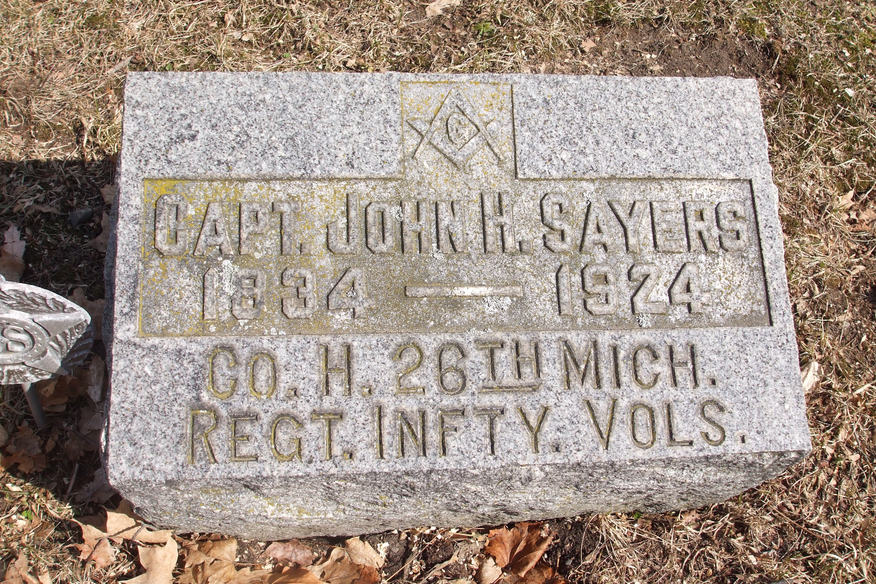 G
CAPT. JOHN H. SAYERS
1834 — 1924
CO. H. 26TH MICH.
REGT. INFTY. VOLS.
S